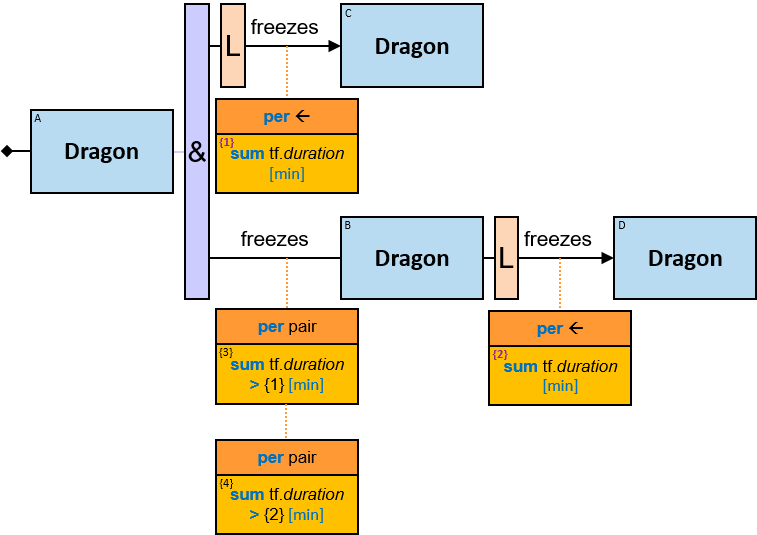 A
Dragon
&
L
freezes
C
Dragon
per ←
{1}
sum tf.duration
[min]
freezes
B
Dragon
L
freezes
D
Dragon
per pair
{3}
sum tf.duration
> {1} [min]
per ←
{2}
sum tf.duration
[min]
per pair
{4}
sum tf.duration
> {2} [min]